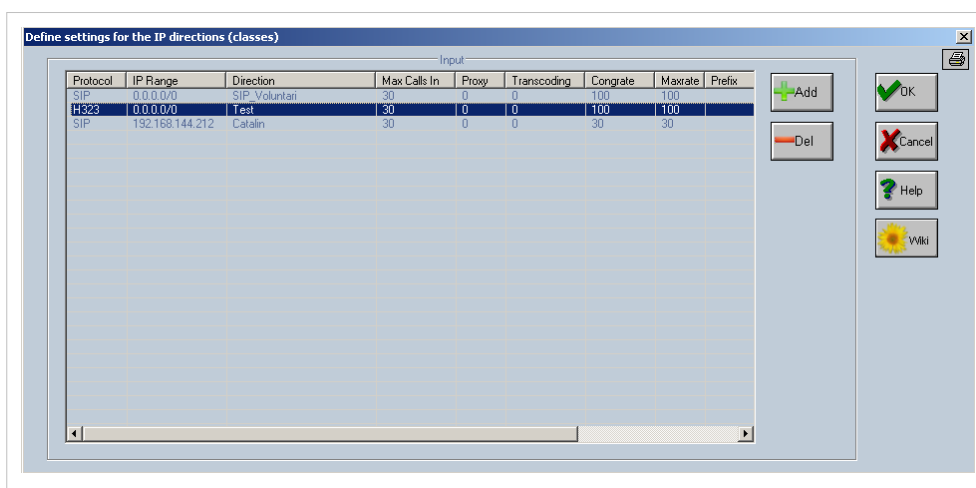 Define settings for the IP directions (classes)
Input
Protocol IP Range Direction Max Calls In Proxy Transcoding Congrate Maxrate Prefix
SIP 0.0.0.0/0 SIP_Voluntari 30 0 0 100 100
H323 0.0.0.0/0 Test 30 0 0 100 100
SIP 192.168.144.212 Catalin 30 0 0 30 30
Add
Del
OK
Cancel
Help
Wiki